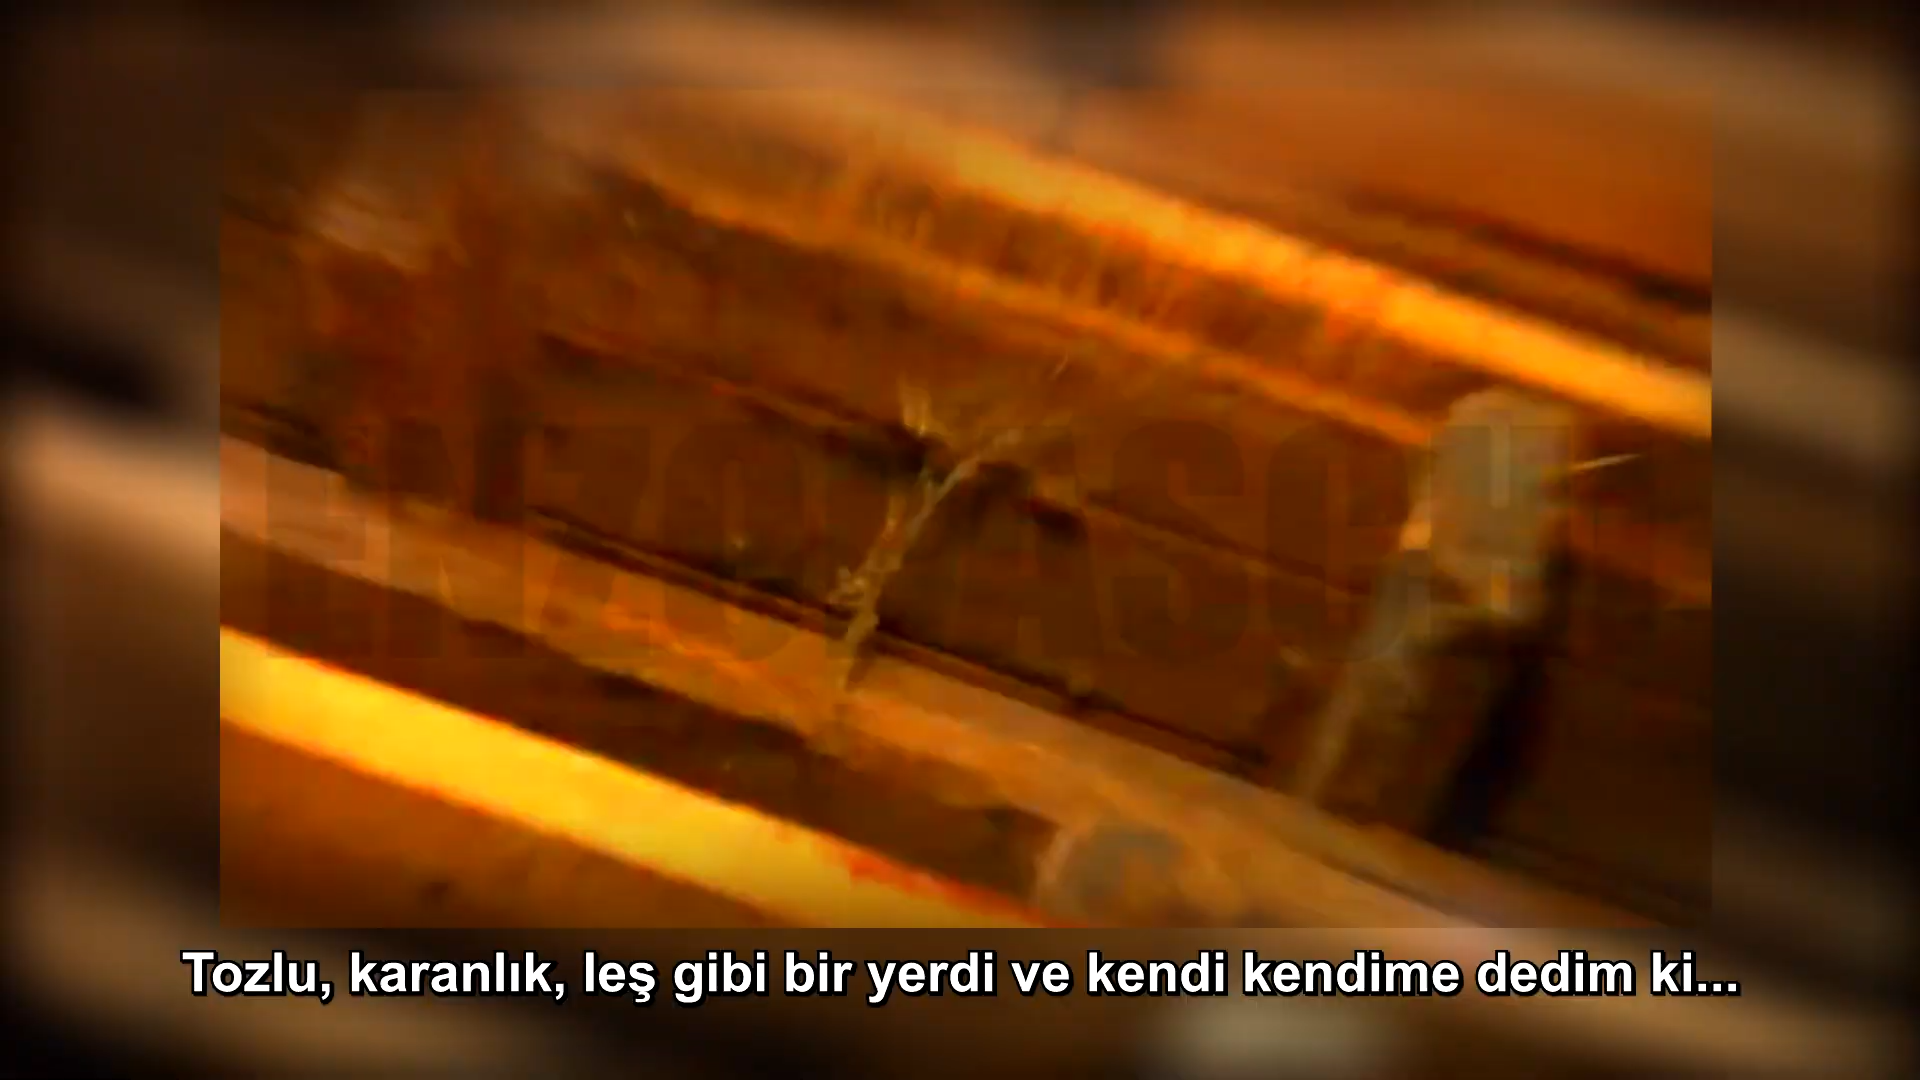 Tozlu, karanlık, leş gibi bir yerdi ve kendi kendime dedim ki...